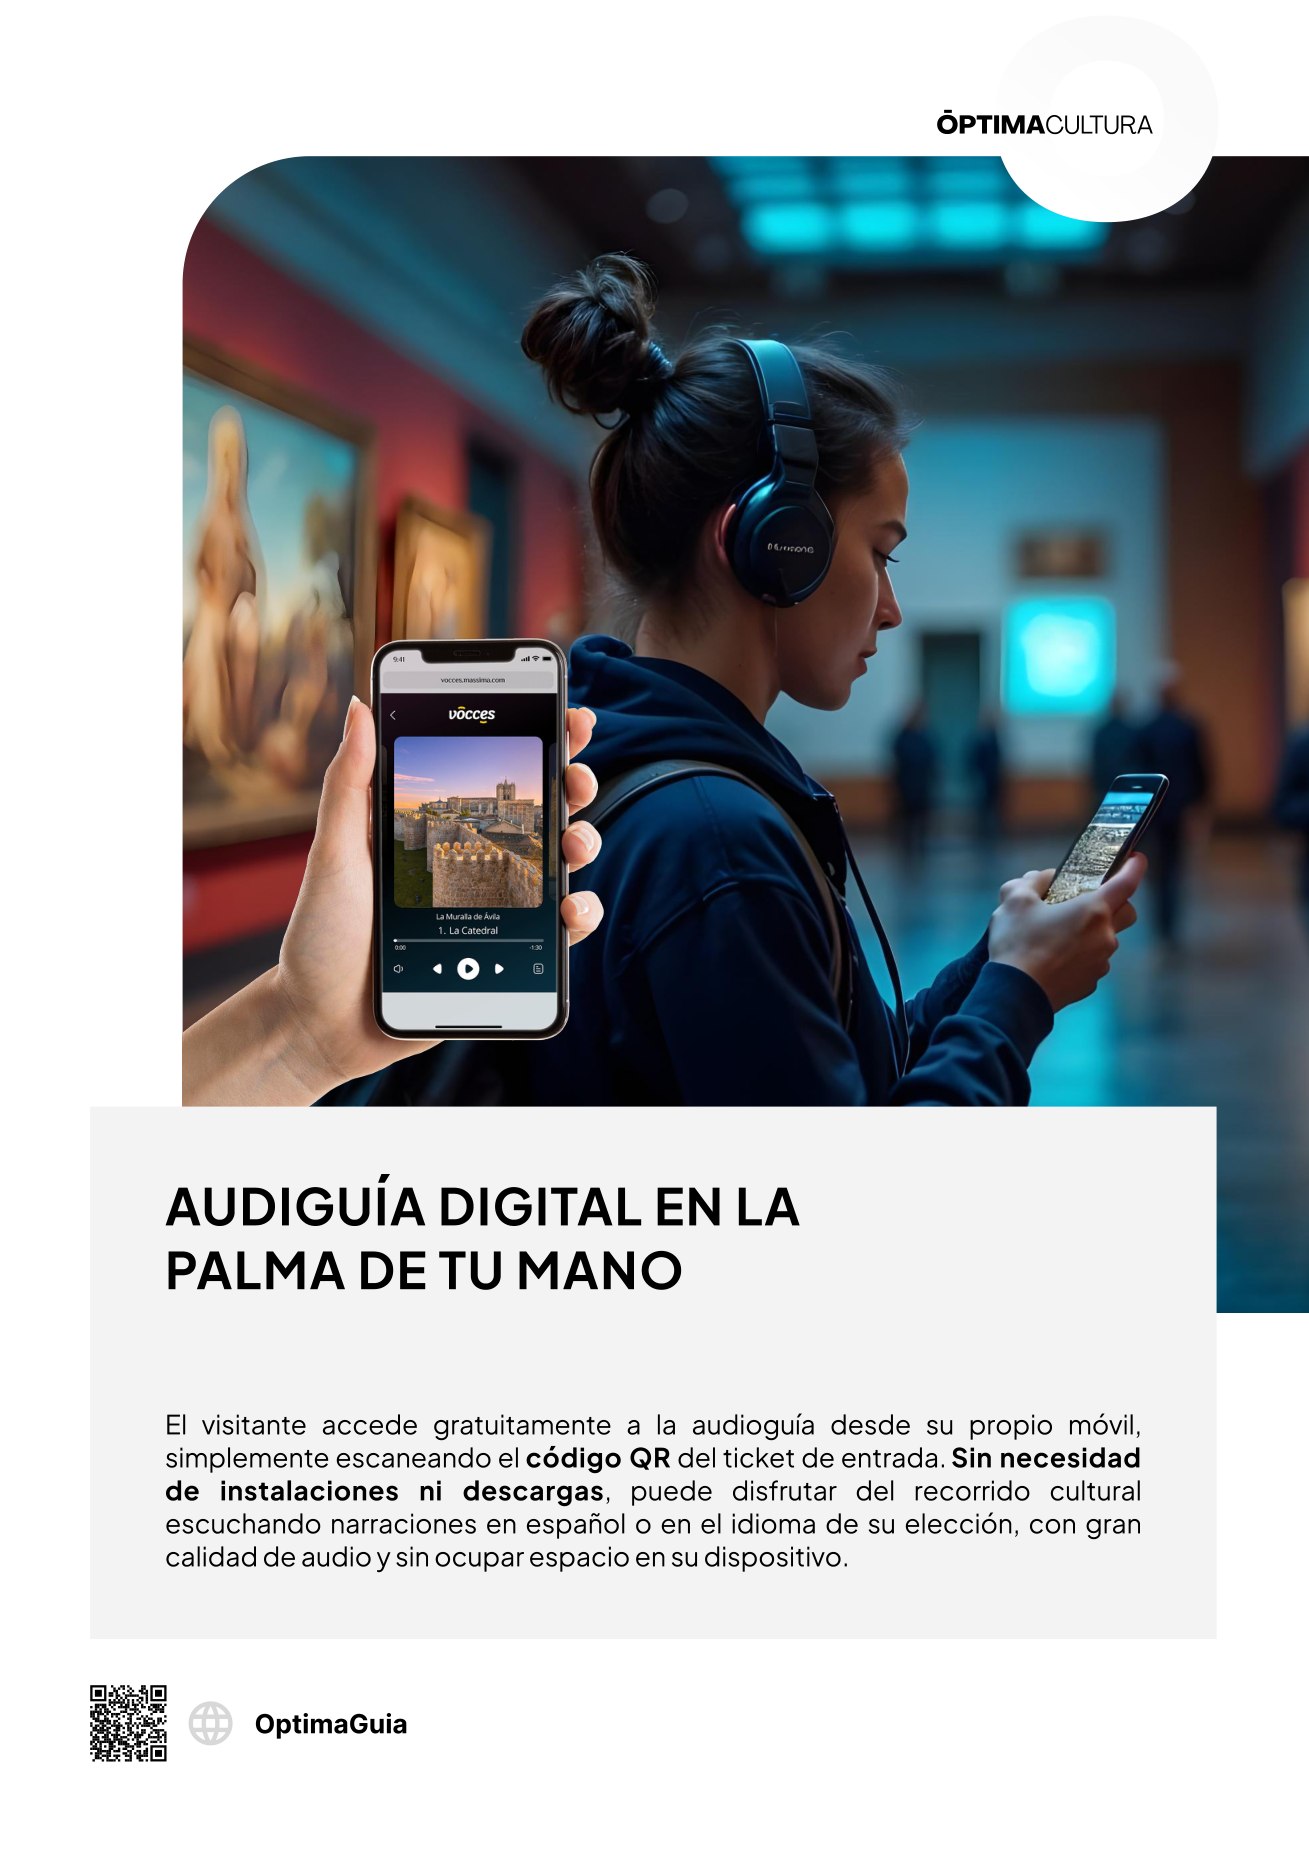 ŌPTIMACULTURA
9:41
vocces.massima.com
vocces
La Muralla de Ávila
1. La Catedral
0:00
-1:30
AUDIGUÍA DIGITAL EN LA
PALMA DE TU MANO
El visitante accede gratuitamente a la audioguía desde su propio móvil,
simplemente escaneando el código QR del ticket de entrada. Sin necesidad
de instalaciones ni descargas, puede disfrutar del recorrido cultural
escuchando narraciones en español o en el idioma de su elección, con gran
calidad de audio y sin ocupar espacio en su dispositivo.
OptimaGuia